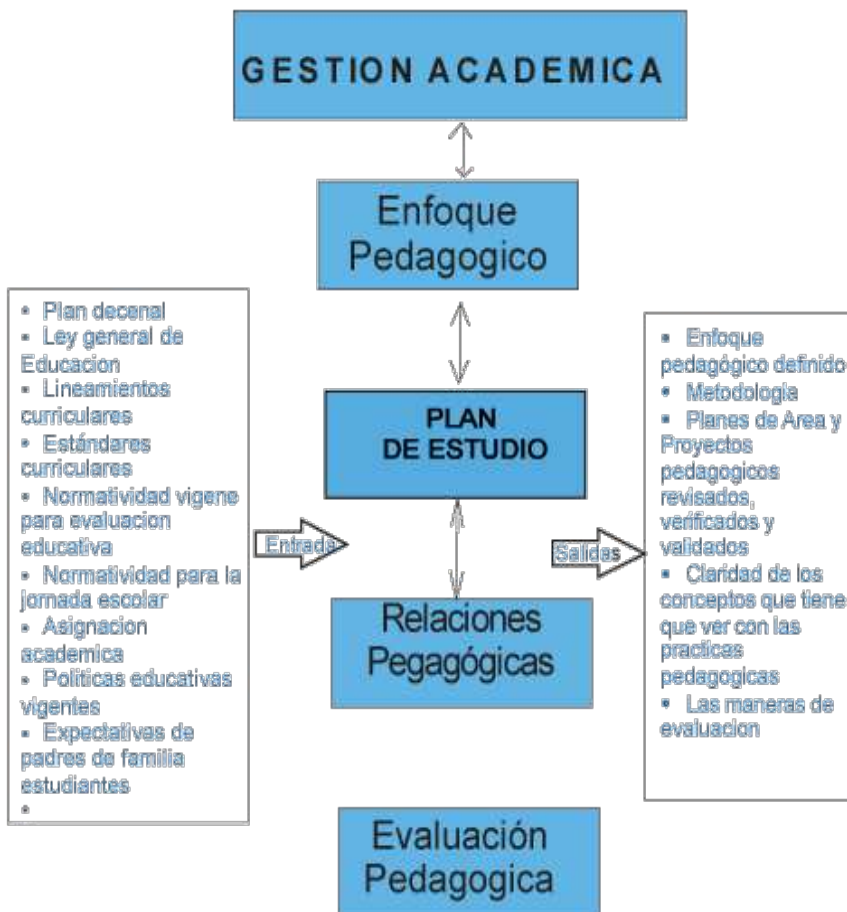 GESTION ACADEMICA
Enfoque
Pedagogico
• Plan decenal
• Ley general de
Educacion
• Lineamientos
curriculares
• Estándares
curriculares
• Normatividad vigene
para evaluacion
educativa
• Normatividad para la
jornada escolar
• Asignacion
academica
• Politicas educativas
vigentes
• Expectativas de
padres de familia
estudiantes
•
Entrada
PLAN
DE ESTUDIO
Relaciones
Pegagógicas
Evaluación
Pedagogica
Salidas
• Enfoque
pedagógico definido
• Metodología
• Planes de Area y
Proyectos
pedagogicos
revisados,
verificados y
validados
• Claridad de los
conceptos que tiene
que ver con las
practicas
pedagogicas
• Las maneras de
evaluacion